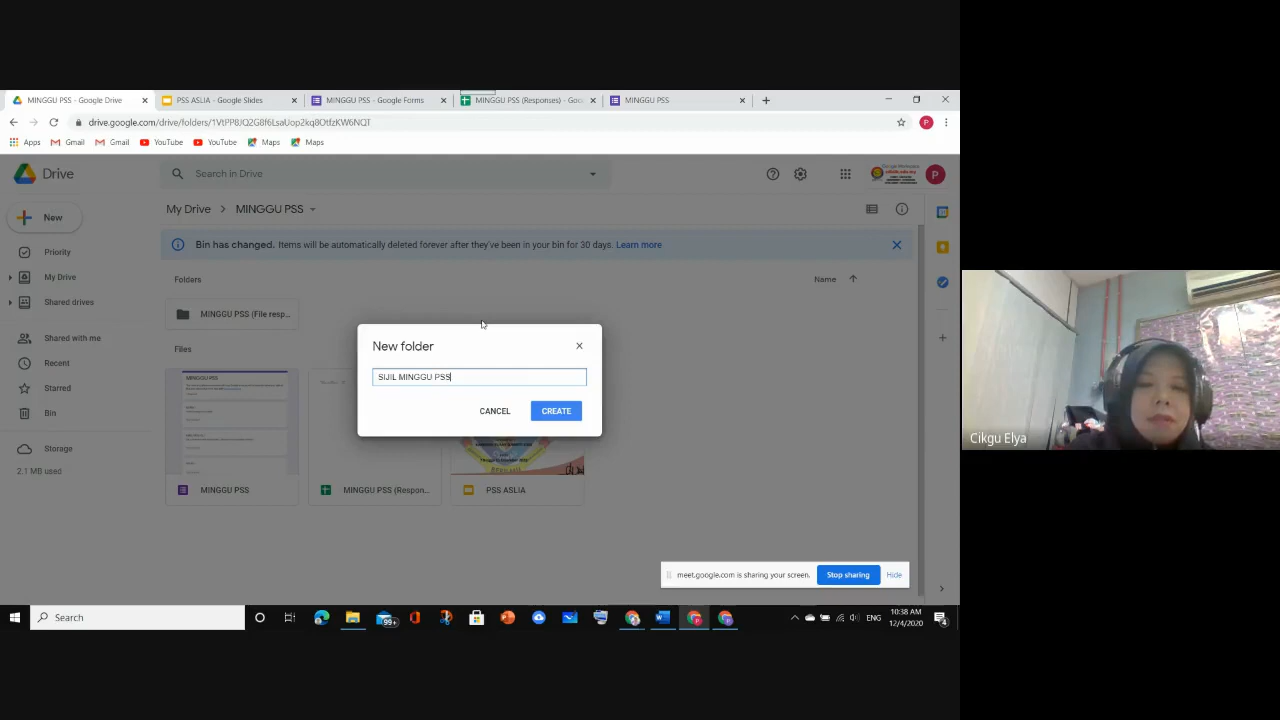 MINGGU PSS - Google Drive
PSS ASLIA - Google Slides
MINGGU PSS - Google Forms
MINGGU PSS (Responses) - Goo
MINGGU PSS
drive.google.com/drive/folders/1VtPP8JQ2G8f6LsaUop2kq8OtfzKW6NQT
Apps
Gmail
Gmail
YouTube
YouTube
Maps
Maps
Drive
Search in Drive
P
New
My Drive
MINGGU PSS
Priority
My Drive
Shared drives
Shared with me
Recent
Starred
Bin
Storage
2.1 MB used
Bin has changed. Items will be automatically deleted forever after they've been in your bin for 30 days. Learn more
Folders
Name
MINGGU PSS (File resp...
Files
New folder
SIJIL MINGGU PSS
CANCEL
CREATE
MINGGU PSS
MINGGU PSS
MINGGU PSS (Respon...
PSS ASLIA
meet.google.com is sharing your screen.
Stop sharing
Hide
Search
99+
ENG
10:38 AM
12/4/2020
4
Cikgu Elya